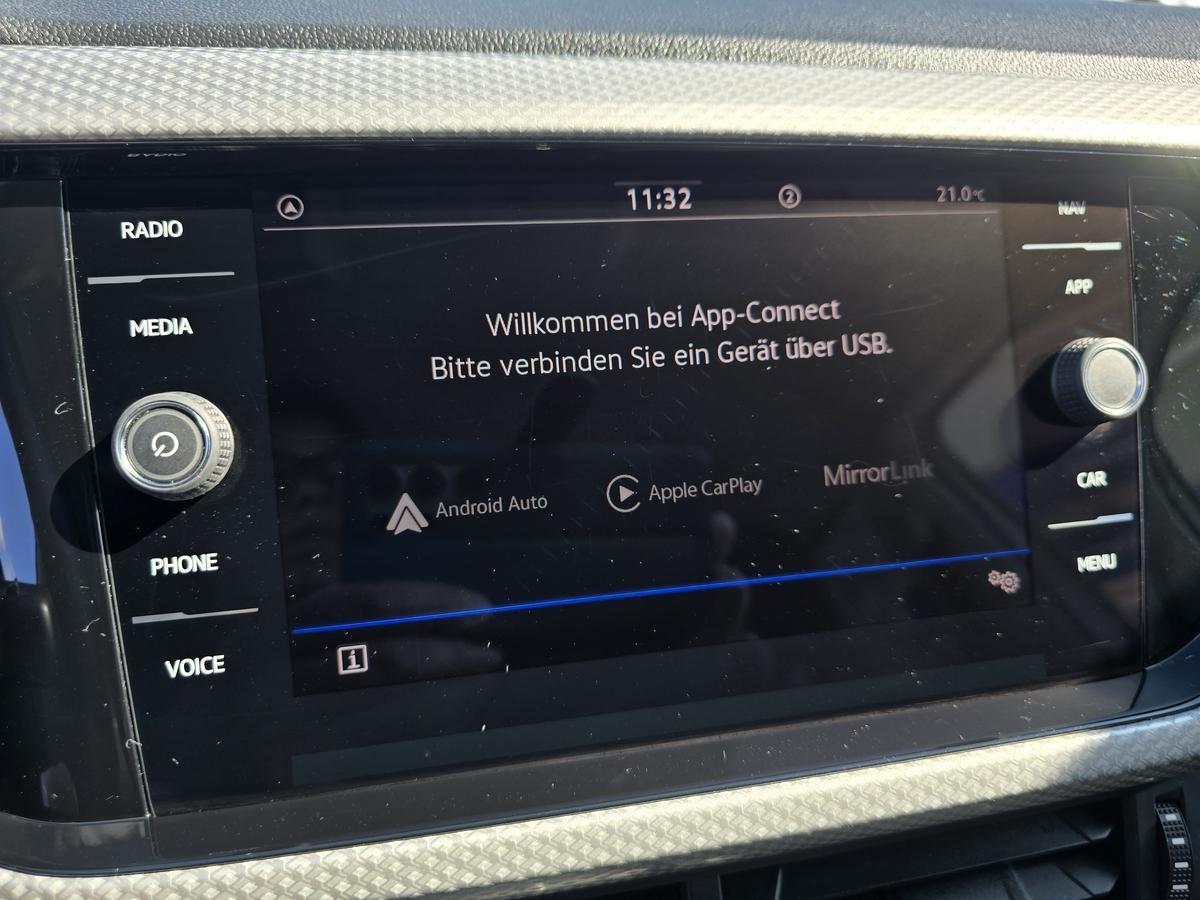 11:32
2
21.0°C
RADIO
MEDIA
PHONE
VOICE
Willkommen bei App-Connect
Bitte verbinden Sie ein Gerät über USB.
Android Auto
Apple CarPlay
MirrorLink
i
NAV
APP
CAR
MENU